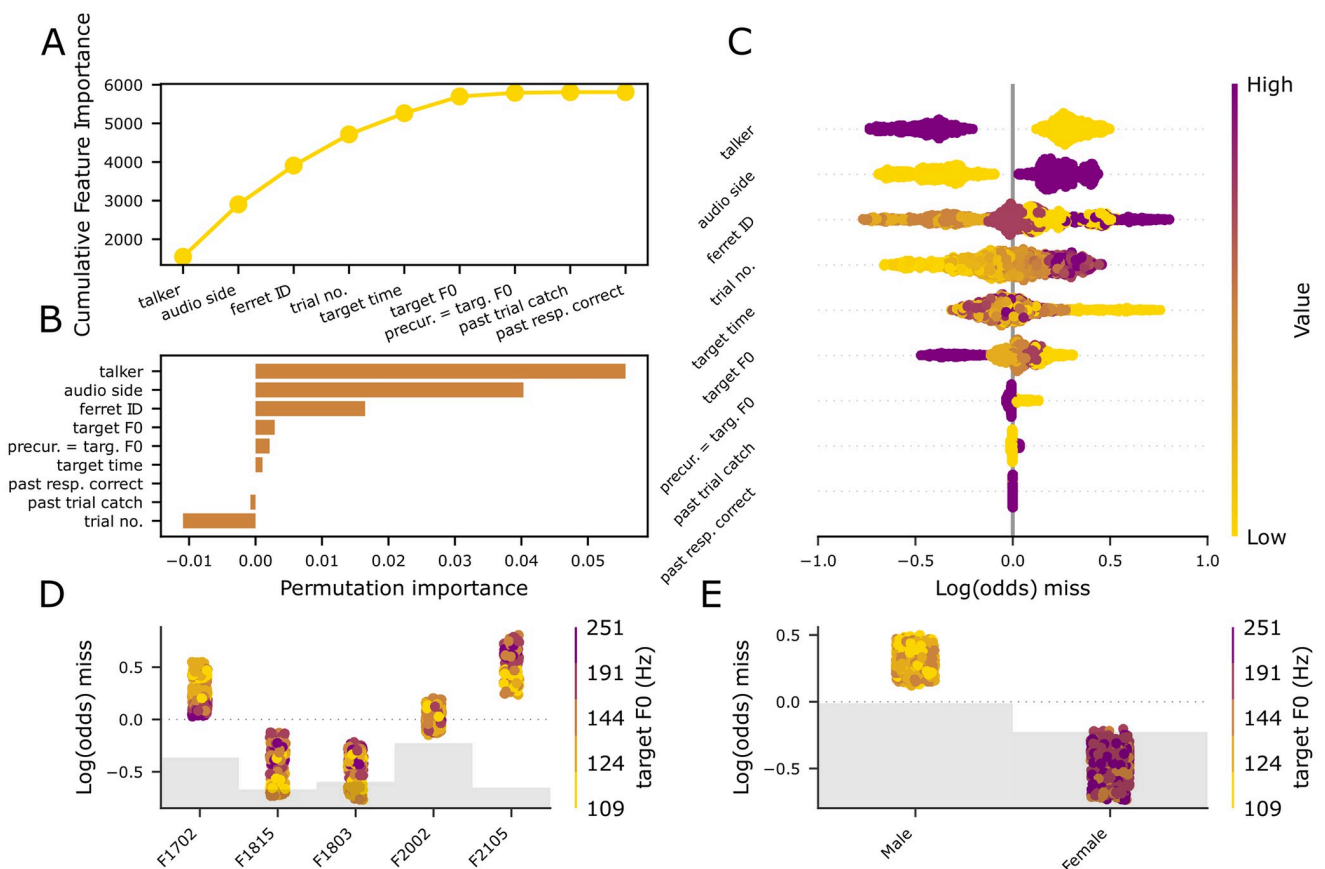 A
Cumulative Feature Importance
6000
5000
4000
3000
2000
talker
audio side
ferret ID
trial no.
target time
target F0
precur. = targ. F0
past trial catch
past resp. correct
B
talker
audio side
ferret ID
target F0
precur. = targ. F0
target time
past resp. correct
past trial catch
trial no.
−0.01 0.00 0.01 0.02 0.03 0.04 0.05
Permutation importance
C
talker
audio side
ferret ID
trial no.
target time
target F0
precur. = targ. F0
past trial catch
past resp. correct
−1.0 −0.5 0.0 0.5 1.0
Log(odds) miss
High
Value
Low
D
Log(odds) miss
0.5
0.0
−0.5
F1702
F1815
F1803
F2002
F2105
251
191
144
124
109
target F0 (Hz)
E
Log(odds) miss
0.5
0.0
−0.5
Male
Female
251
191
144
124
109
target F0 (Hz)